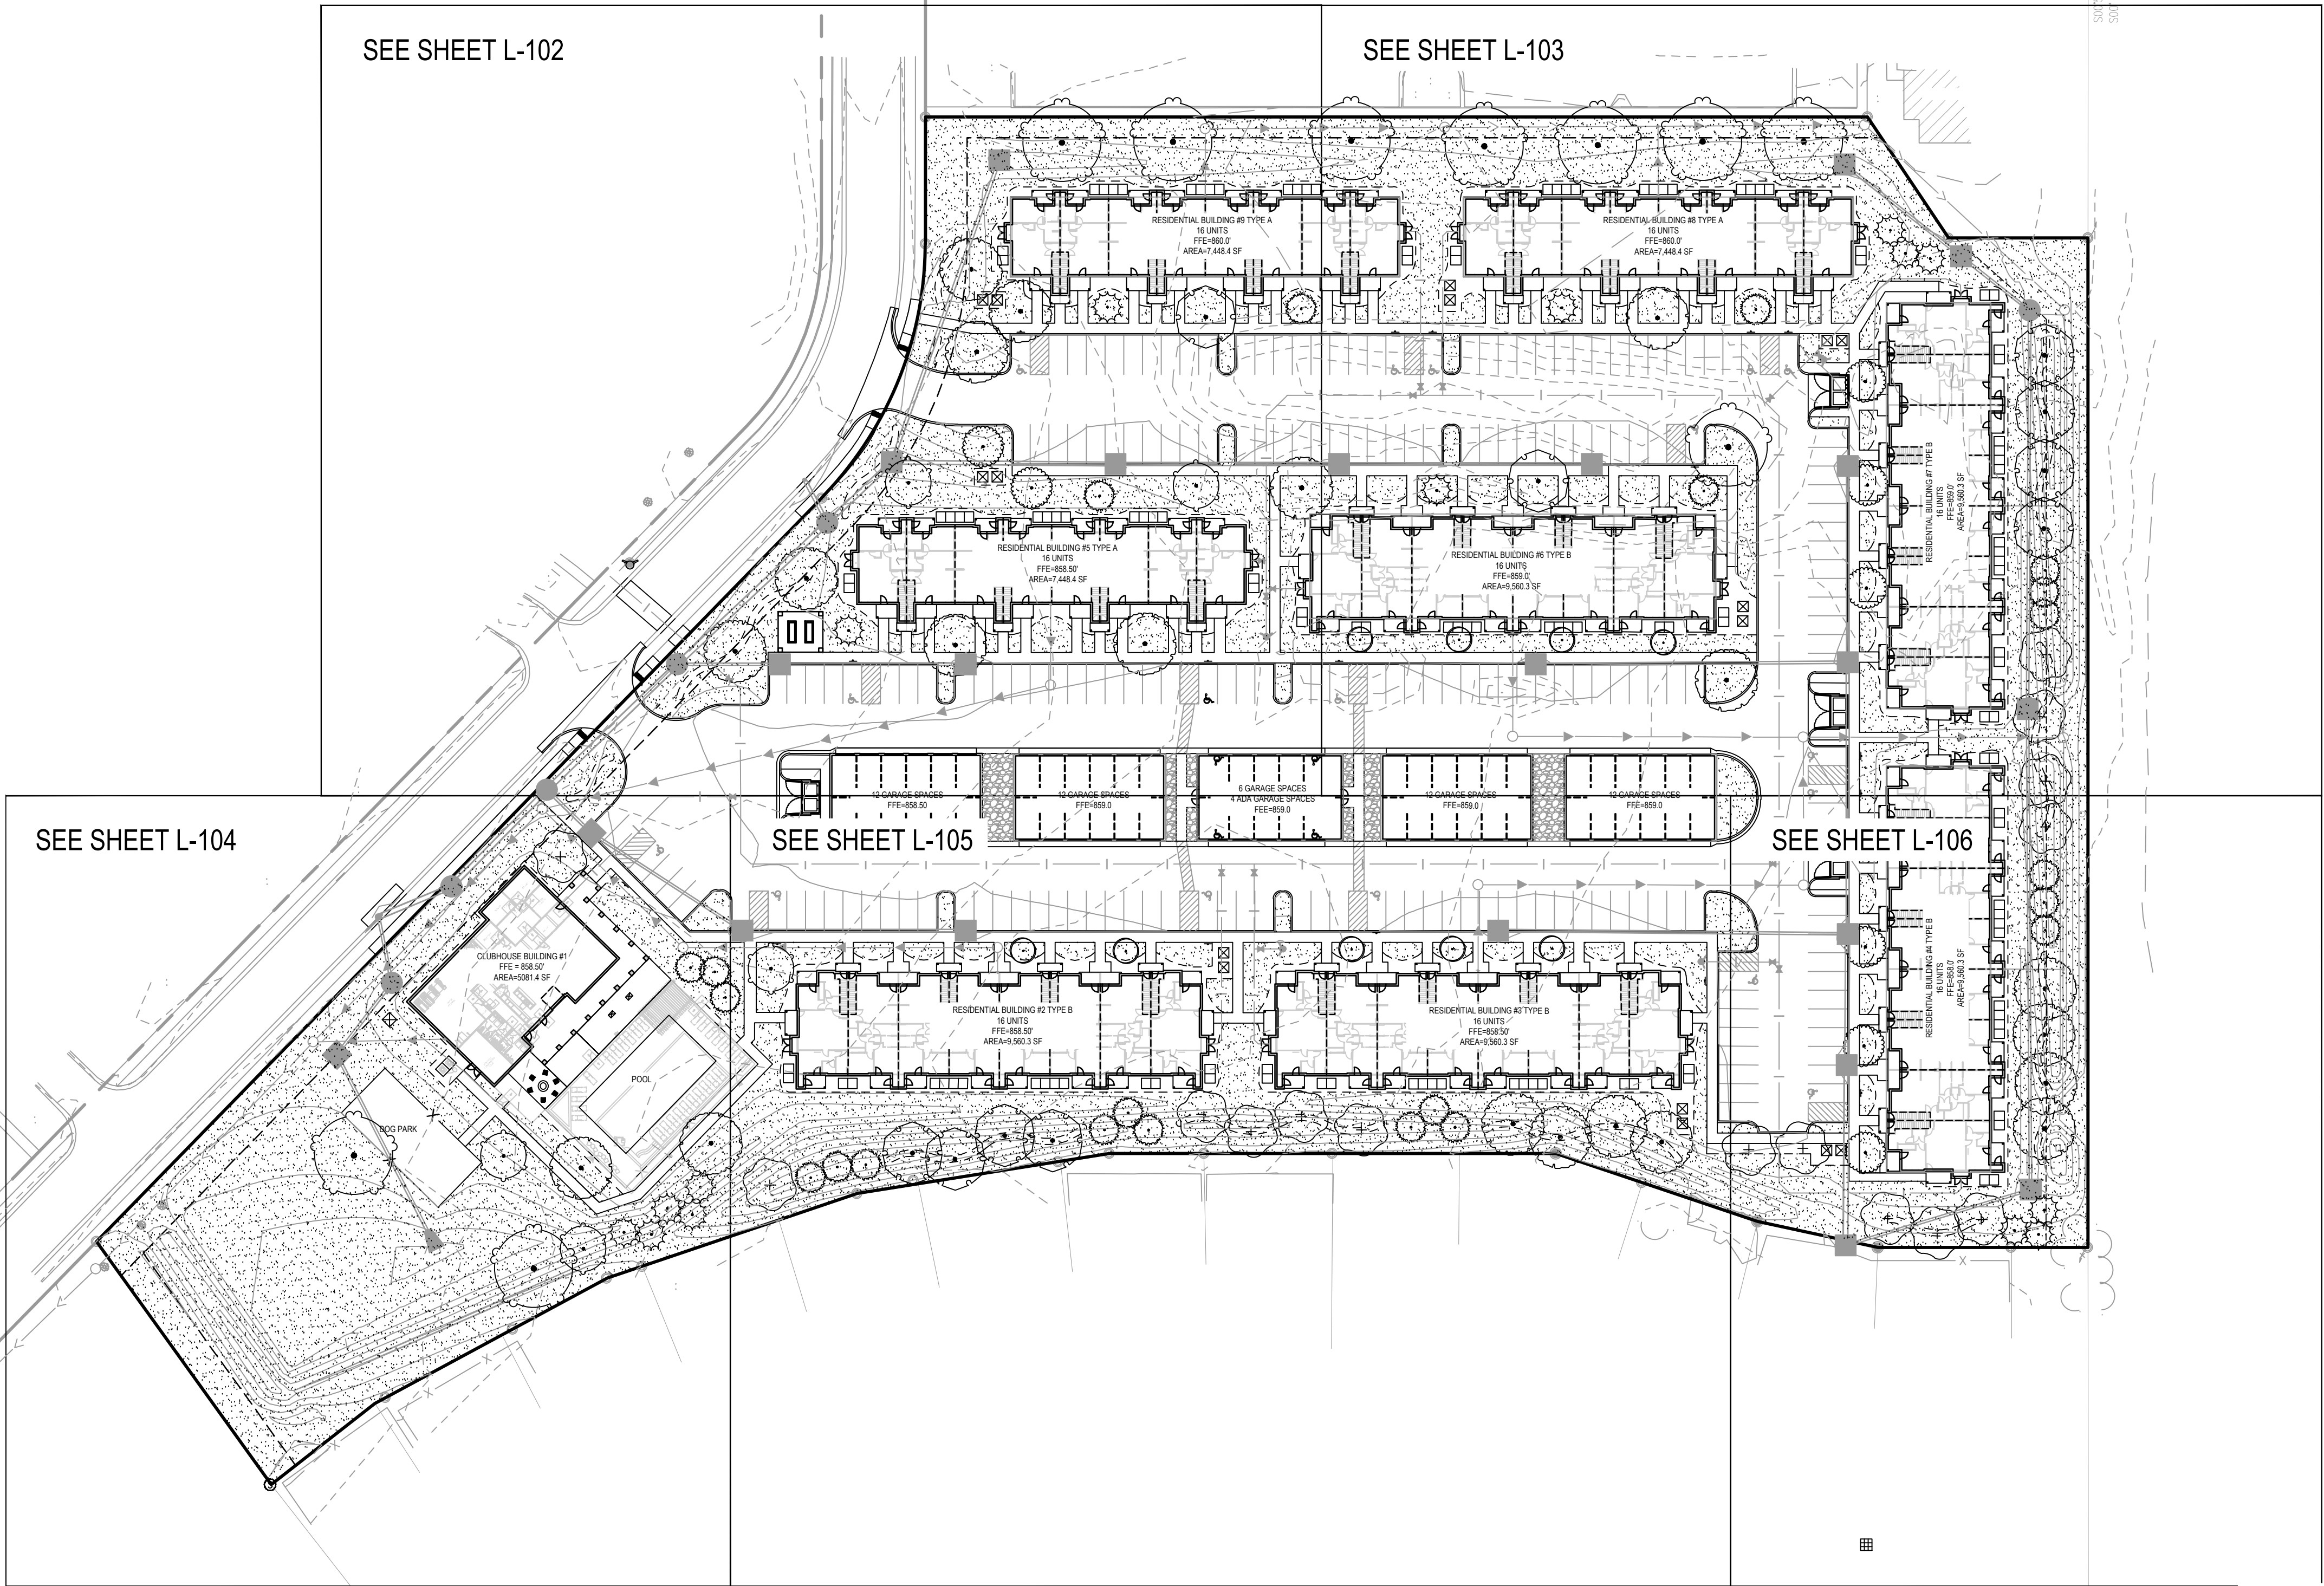 SEE SHEET L-102
SEE SHEET L-103
RESIDENTIAL BUILDING #9 TYPE A
16 UNITS
FFE=860.0'
AREA=7,448.4 SF
RESIDENTIAL BUILDING #8 TYPE A
16 UNITS
FFE=860.0'
AREA=7,448.4 SF
RESIDENTIAL BUILDING #7 TYPE B
16 UNITS
FFE=859.0'
AREA=9,560.3 SF
RESIDENTIAL BUILDING #5 TYPE A
16 UNITS
FFE=858.50'
AREA=7,448.4 SF
RESIDENTIAL BUILDING #6 TYPE B
16 UNITS
FFE=859.0'
AREA=9,560.3 SF
12 GARAGE SPACES
FFE=858.50
12 GARAGE SPACES
FFE=859.0
6 GARAGE SPACES
4 ADA GARAGE SPACES
FEE=859.0
12 GARAGE SPACES
FFE=859.0
12 GARAGE SPACES
FFE=859.0
SEE SHEET L-104
SEE SHEET L-105
SEE SHEET L-106
CLUBHOUSE BUILDING #1
FFE = 858.50'
AREA=5081.4 SF
POOL
DOG PARK
RESIDENTIAL BUILDING #2 TYPE B
16 UNITS
FFE=858.50'
AREA=9,560.3 SF
RESIDENTIAL BUILDING #3 TYPE B
16 UNITS
FFE=858.50'
AREA=9,560.3 SF
RESIDENTIAL BUILDING #4 TYPE B
16 UNITS
FFE=858.0'
AREA=9,560.3 SF